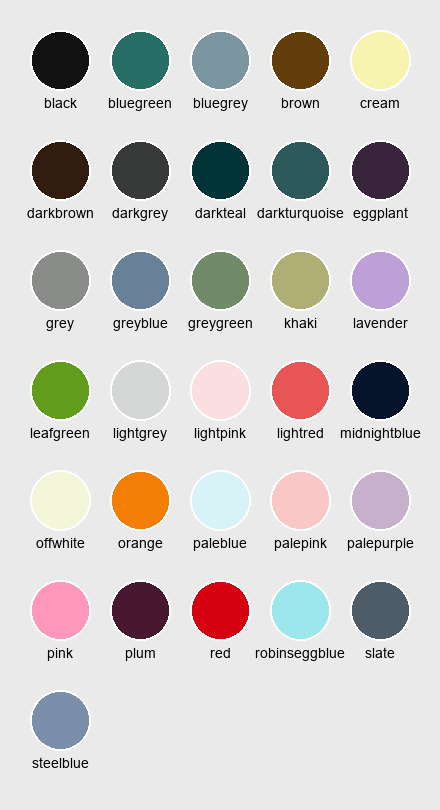 black bluegreen bluegrey brown cream
darkbrown darkgrey darkteal darkturquoise eggplant
grey greyblue greygreen khaki lavender
leafgreen lightgrey lightpink lightred midnightblue
offwhite orange paleblue palepink palepurple
pink plum red robinseggblue slate
steelblue